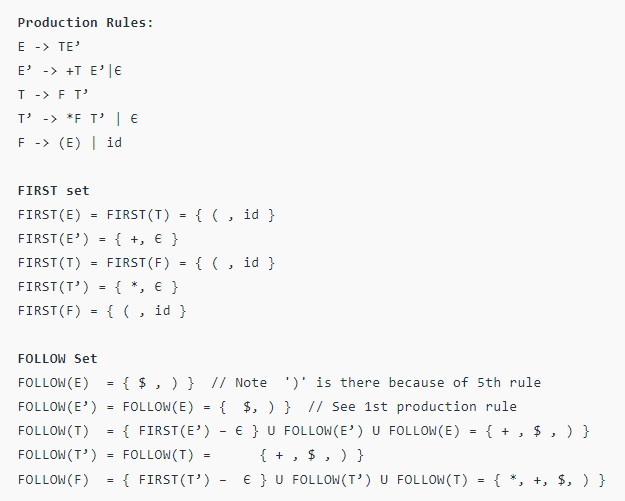 Production Rules:
E -> TE’
E’ -> +T E’|Є
T -> F T’
T’ -> *F T’ | Є
F -> (E) | id
FIRST set
FIRST(E) = FIRST(T) = { ( , id }
FIRST(E’) = { +, Є }
FIRST(T) = FIRST(F) = { ( , id }
FIRST(T’) = { *, Є }
FIRST(F) = { ( , id }
FOLLOW Set
FOLLOW(E)  = { $ , ) }  // Note  ')' is there because of 5th rule
FOLLOW(E’) = FOLLOW(E) = {  $, ) }  // See 1st production rule
FOLLOW(T)  = { FIRST(E’) – Є } U FOLLOW(E’) U FOLLOW(E) = { + , $ , ) }
FOLLOW(T’) = FOLLOW(T) =      { + , $ , ) }
FOLLOW(F)  = { FIRST(T’) –  Є } U FOLLOW(T’) U FOLLOW(T) = { *, +, $, ) }